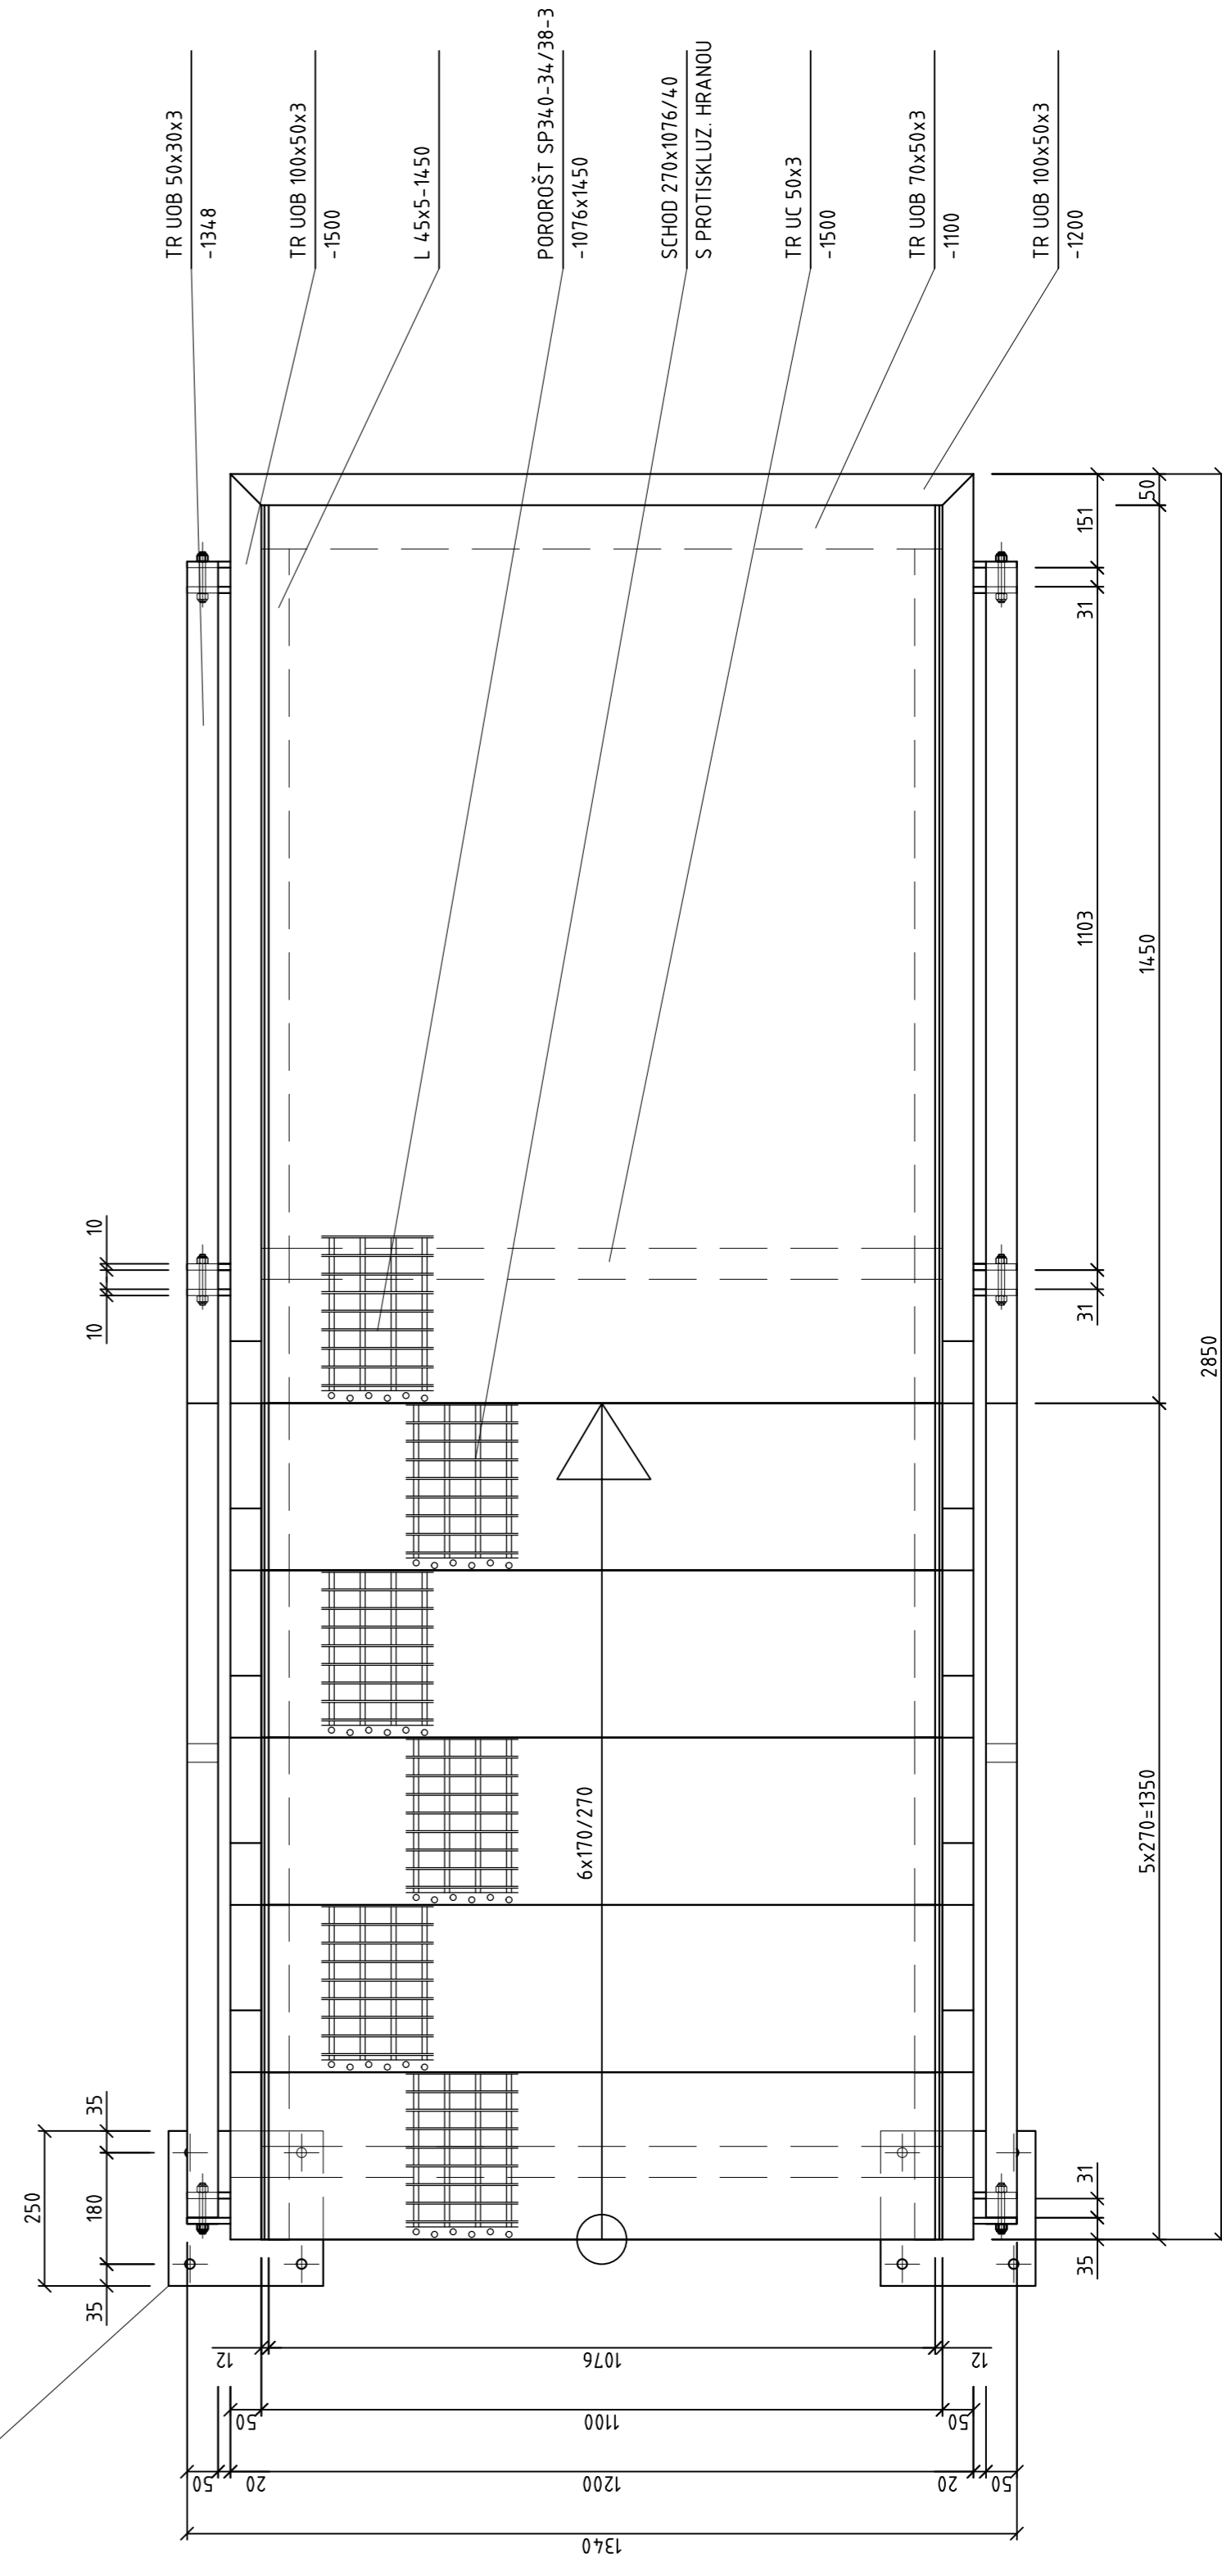 TR UOB 50x30x3
-1348
TR UOB 100x50x3
-1500
L 45x5-1450
POROROŠT SP340-34/38-3
-1076x1450
SCHOD 270x1076/40
S PROTISKLUZ. HRANOU
TR UC 50x3
-1500
TR UOB 70x50x3
-1100
TR UOB 100x50x3
-1200
10
10
35
250
180
35
6x170/270
151
50
31
1103
1450
31
2850
5x270=1350
31
35
12
1076
12
50
1100
50
50
20
1200
20
50
1340